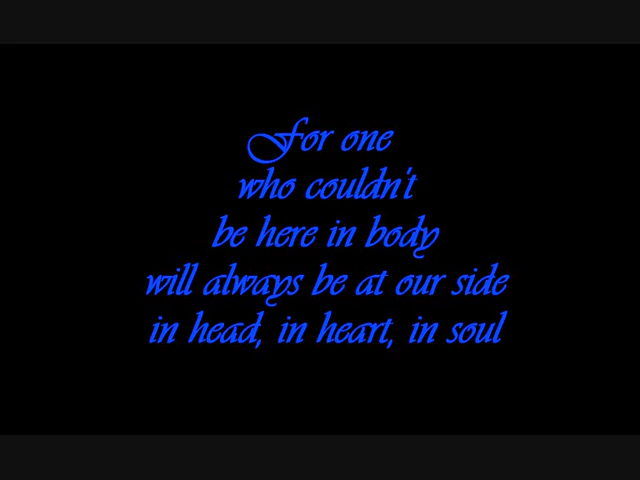 For one
who couldn't
be here in body
will always be at our side
in head, in heart, in soul